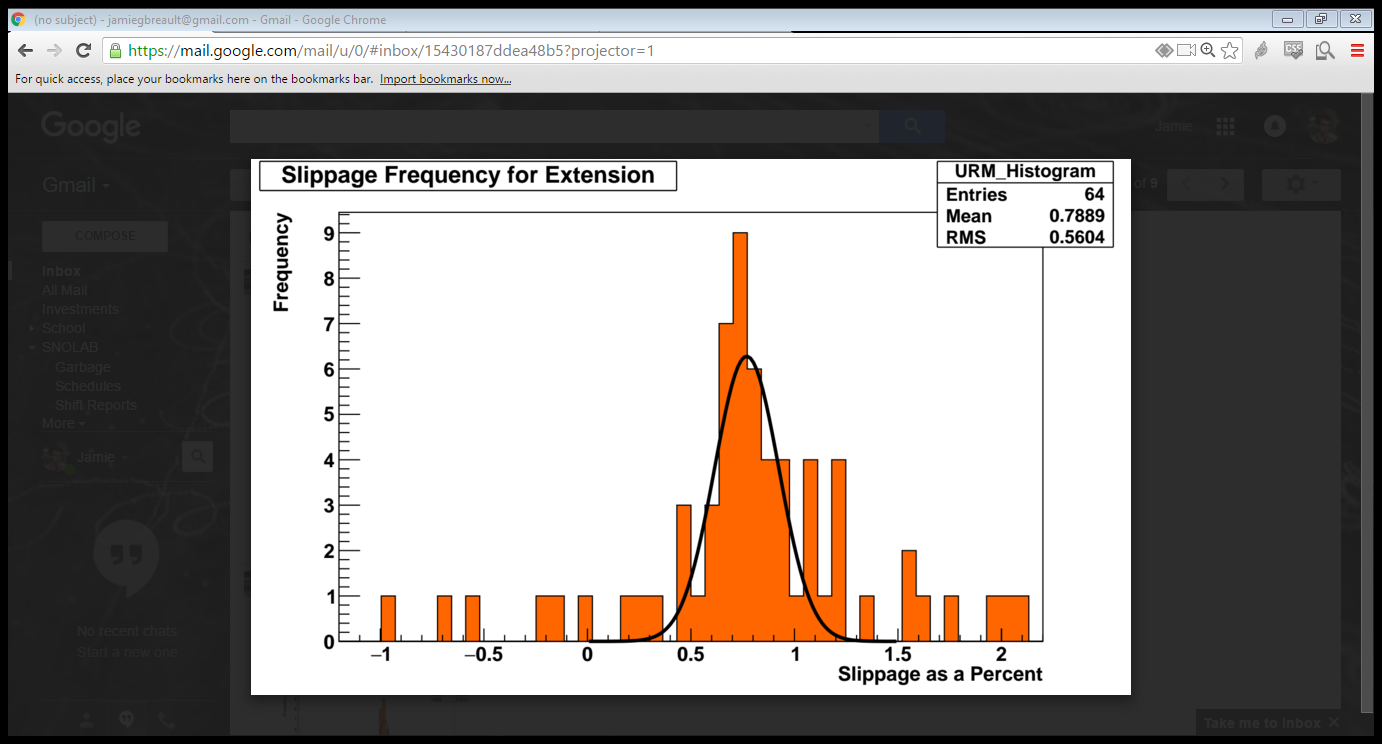 (no subject) - jamiegbreault@gmail.com - Gmail - Google Chrome
https://mail.google.com/mail/u/0/#inbox/15430187ddea48b5?projector=1
CSS
For quick access, place your bookmarks here on the bookmarks bar. Import bookmarks now...
Google
Jamie
Gmail
of 9
COMPOSE
Inbox
All Mail
Investments
School
SNOLAB
Garbage
Schedules
Shift Reports
More
Jamie
No recent chats
Start a new one
Take me to Inbox
Slippage Frequency for Extension
URM_Histogram
Entries 64
Mean 0.7889
RMS 0.5604
Frequency
9
8
7
6
5
4
3
2
1
0
−1 −0.5 0 0.5 1 1.5 2
Slippage as a Percent